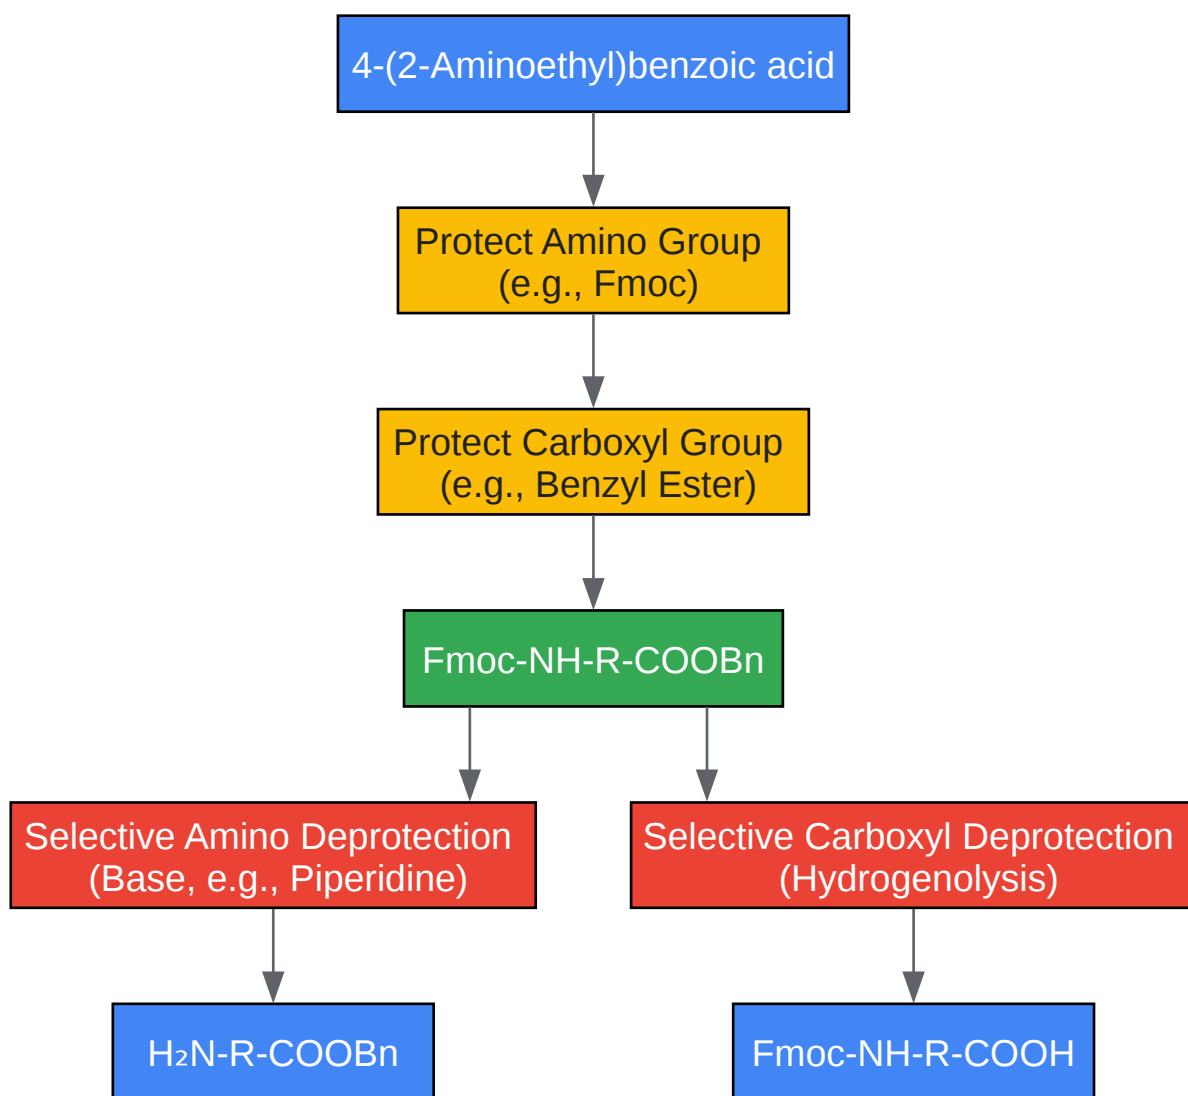 4-(2-Aminoethyl)benzoic acid
Protect Amino Group
(e.g., Fmoc)
Protect Carboxyl Group
(e.g., Benzyl Ester)
Fmoc-NH-R-COOBn
Selective Amino Deprotection
(Base, e.g., Piperidine)
Selective Carboxyl Deprotection
(Hydrogenolysis)
H₂N-R-COOBn
Fmoc-NH-R-COOH